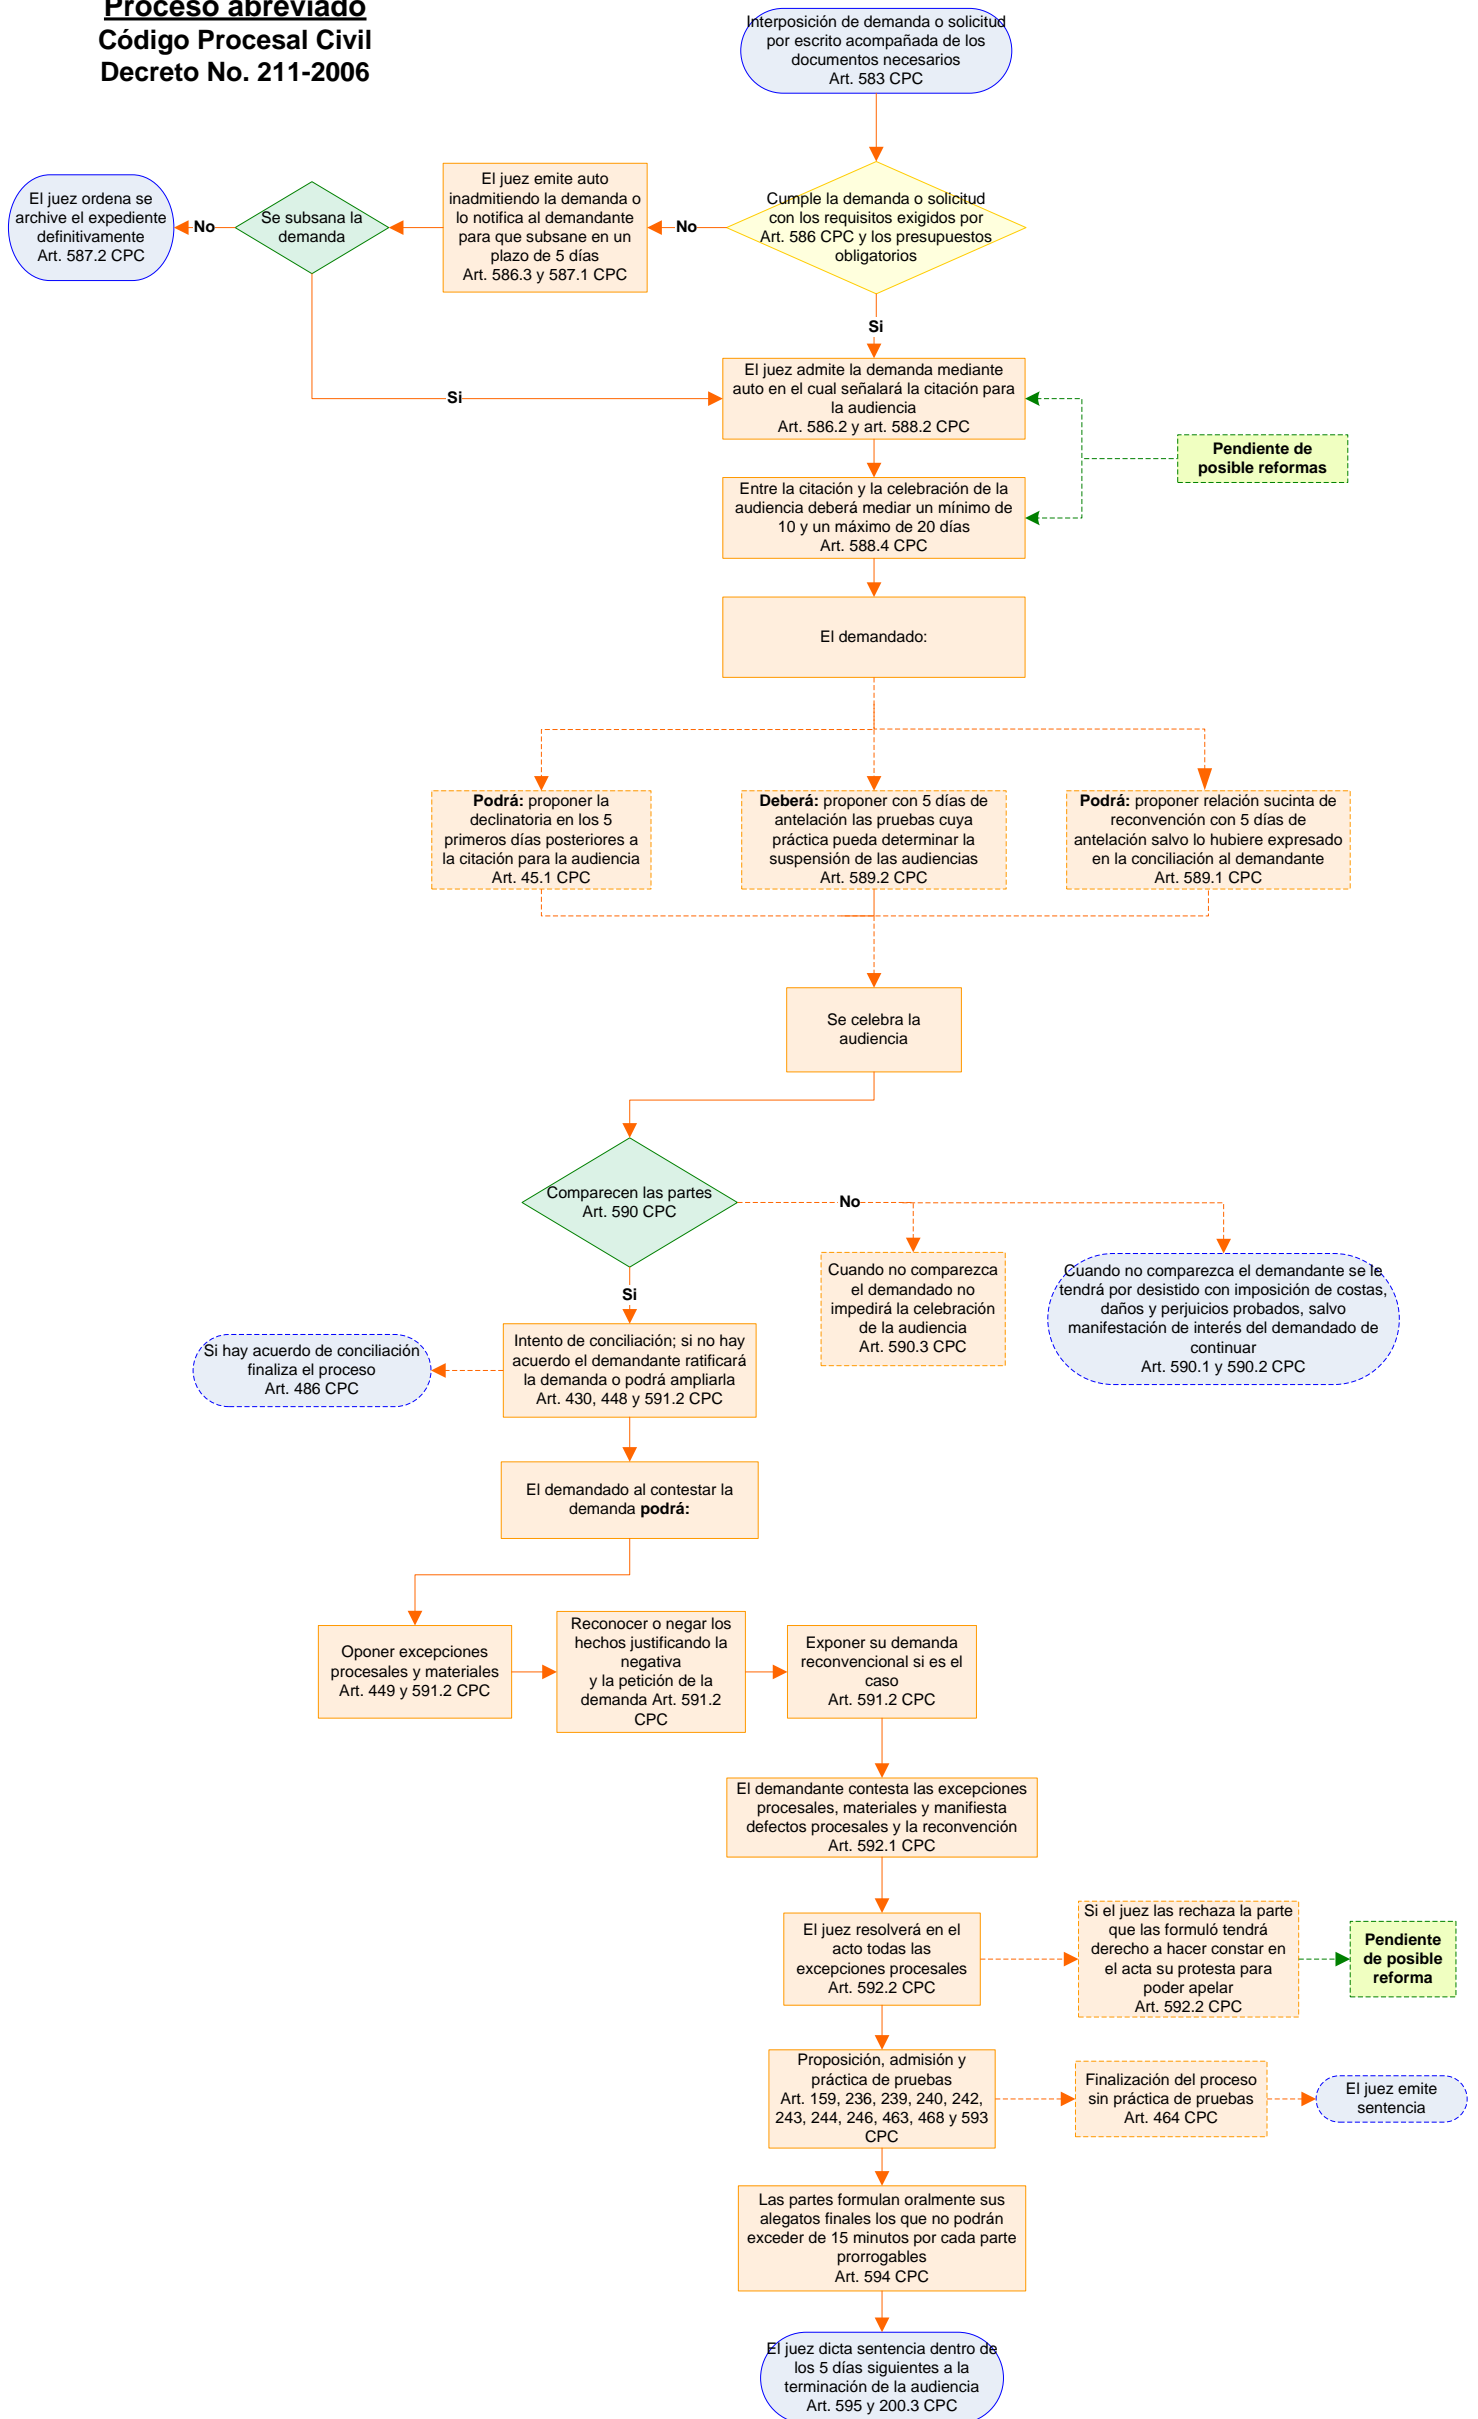 Proceso abreviado
Código Procesal Civil
Decreto No. 211-2006
Interposición de demanda o solicitud
por escrito acompañada de los
documentos necesarios
Art. 583 CPC
El juez ordena se
archive el expediente
definitivamente
Art. 587.2 CPC
No
Se subsana la
demanda
El juez emite auto
inadmitiendo la demanda o
lo notifica al demandante
para que subsane en un
plazo de 5 días
Art. 586.3 y 587.1 CPC
No
Cumple la demanda o solicitud
con los requisitos exigidos por
Art. 586 CPC y los presupuestos
obligatorios
Si
Si
El juez admite la demanda mediante
auto en el cual señalará la citación para
la audiencia
Art. 586.2 y art. 588.2 CPC
Pendiente de
posible reformas
Entre la citación y la celebración de la
audiencia deberá mediar un mínimo de
10 y un máximo de 20 días
Art. 588.4 CPC
El demandado:
Podrá: proponer la
declinatoria en los 5
primeros días posteriores a
la citación para la audiencia
Art. 45.1 CPC
Deberá: proponer con 5 días de
antelación las pruebas cuya
práctica pueda determinar la
suspensión de las audiencias
Art. 589.2 CPC
Podrá: proponer relación sucinta de
reconvención con 5 días de
antelación salvo lo hubiere expresado
en la conciliación al demandante
Art. 589.1 CPC
Se celebra la
audiencia
Comparecen las partes
Art. 590 CPC
No
Si
Cuando no comparezca
el demandado no
impedirá la celebración
de la audiencia
Art. 590.3 CPC
Cuando no comparezca el demandante se le
tendrá por desistido con imposición de costas,
daños y perjuicios probados, salvo
manifestación de interés del demandado de
continuar
Art. 590.1 y 590.2 CPC
Si hay acuerdo de conciliación
finaliza el proceso
Art. 486 CPC
Intento de conciliación; si no hay
acuerdo el demandante ratificará
la demanda o podrá ampliarla
Art. 430, 448 y 591.2 CPC
El demandado al contestar la
demanda podrá:
Oponer excepciones
procesales y materiales
Art. 449 y 591.2 CPC
Reconocer o negar los
hechos justificando la
negativa
y la petición de la
demanda Art. 591.2
CPC
Exponer su demanda
reconvencional si es el
caso
Art. 591.2 CPC
El demandante contesta las excepciones
procesales, materiales y manifiesta
defectos procesales y la reconvención
Art. 592.1 CPC
El juez resolverá en el
acto todas las
excepciones procesales
Art. 592.2 CPC
Si el juez las rechaza la parte
que las formuló tendrá
derecho a hacer constar en
el acta su protesta para
poder apelar
Art. 592.2 CPC
Pendiente
de posible
reforma
Proposición, admisión y
práctica de pruebas
Art. 159, 236, 239, 240, 242,
243, 244, 246, 463, 468 y 593
CPC
Finalización del proceso
sin práctica de pruebas
Art. 464 CPC
El juez emite
sentencia
Las partes formulan oralmente sus
alegatos finales los que no podrán
exceder de 15 minutos por cada parte
prorrogables
Art. 594 CPC
El juez dicta sentencia dentro de
los 5 días siguientes a la
terminación de la audiencia
Art. 595 y 200.3 CPC